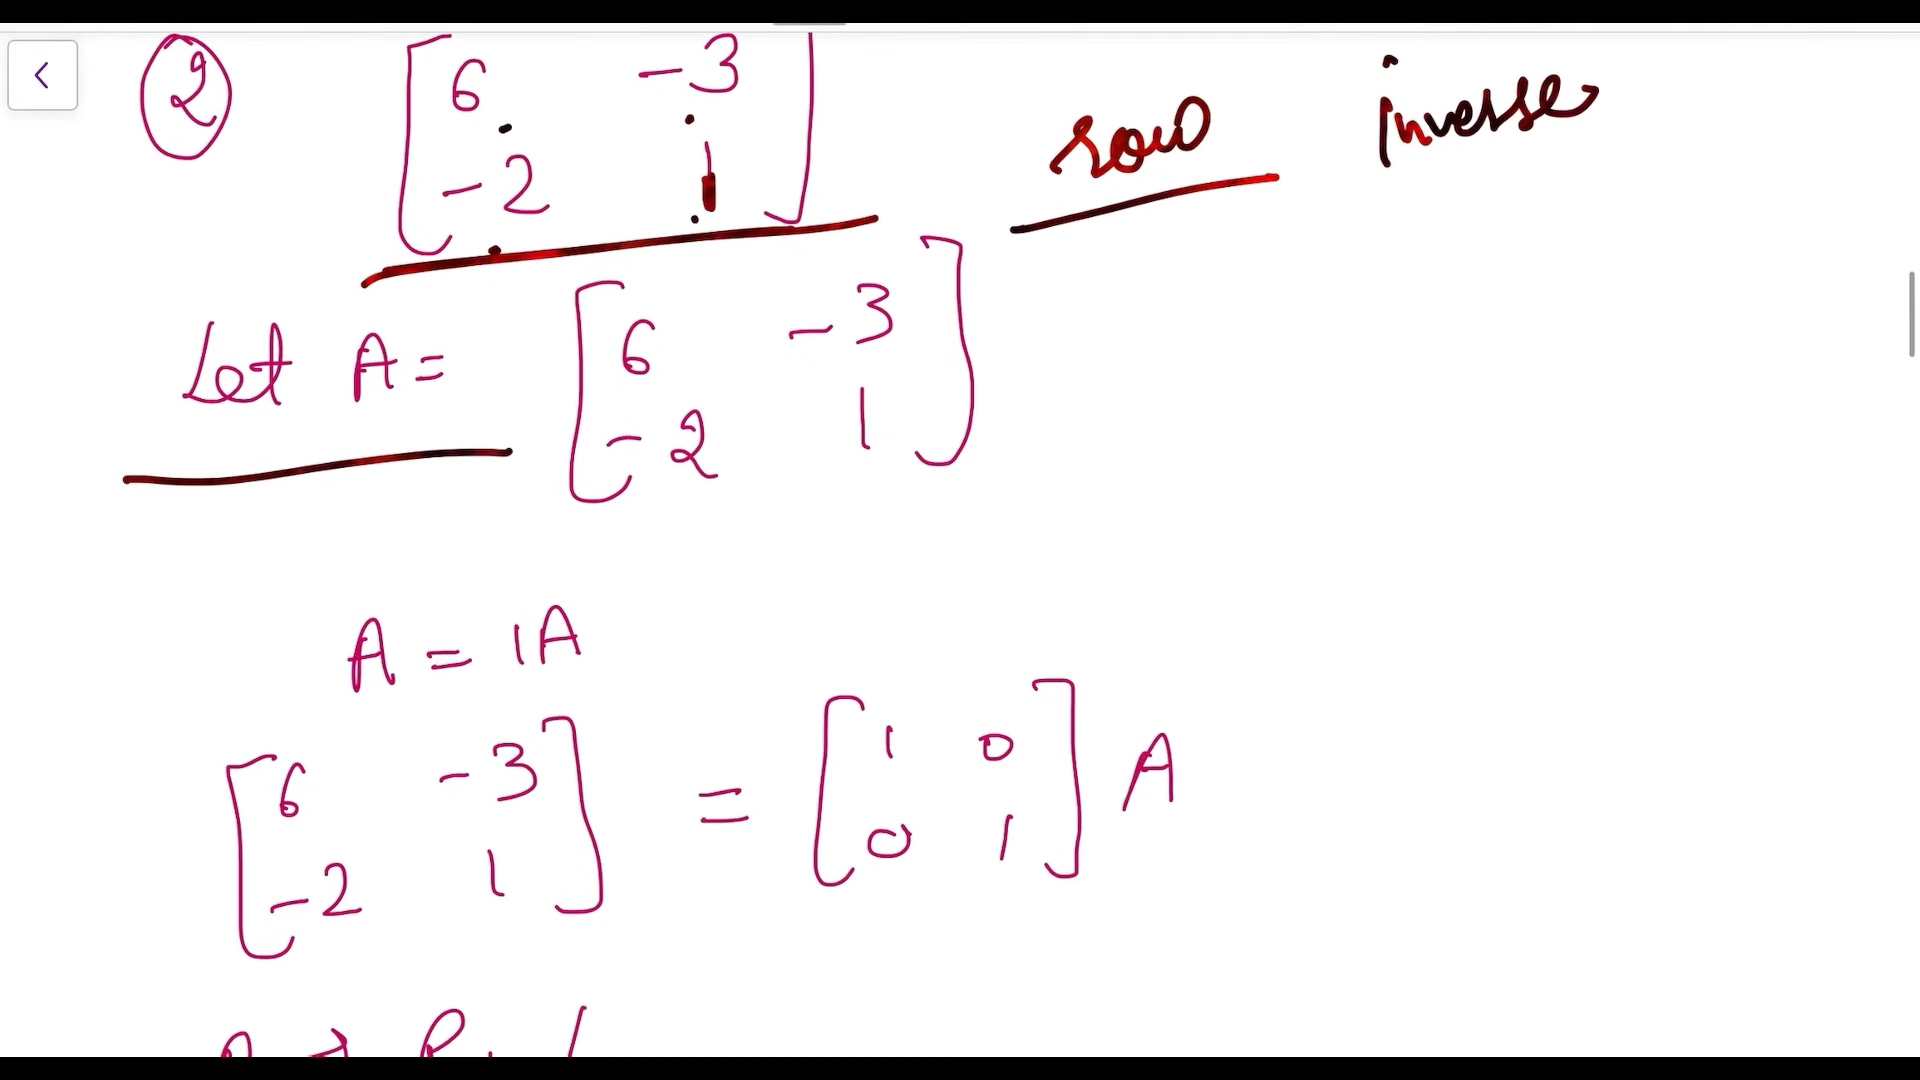 2 [ 6 -3 ] row inverse
[ -2 1 ]
Let A = [ 6 -3 ]
[ -2 1 ]
A = IA
[ 6 -3 ] = [ 1 0 ] A
[ -2 1 ] [ 0 1 ]